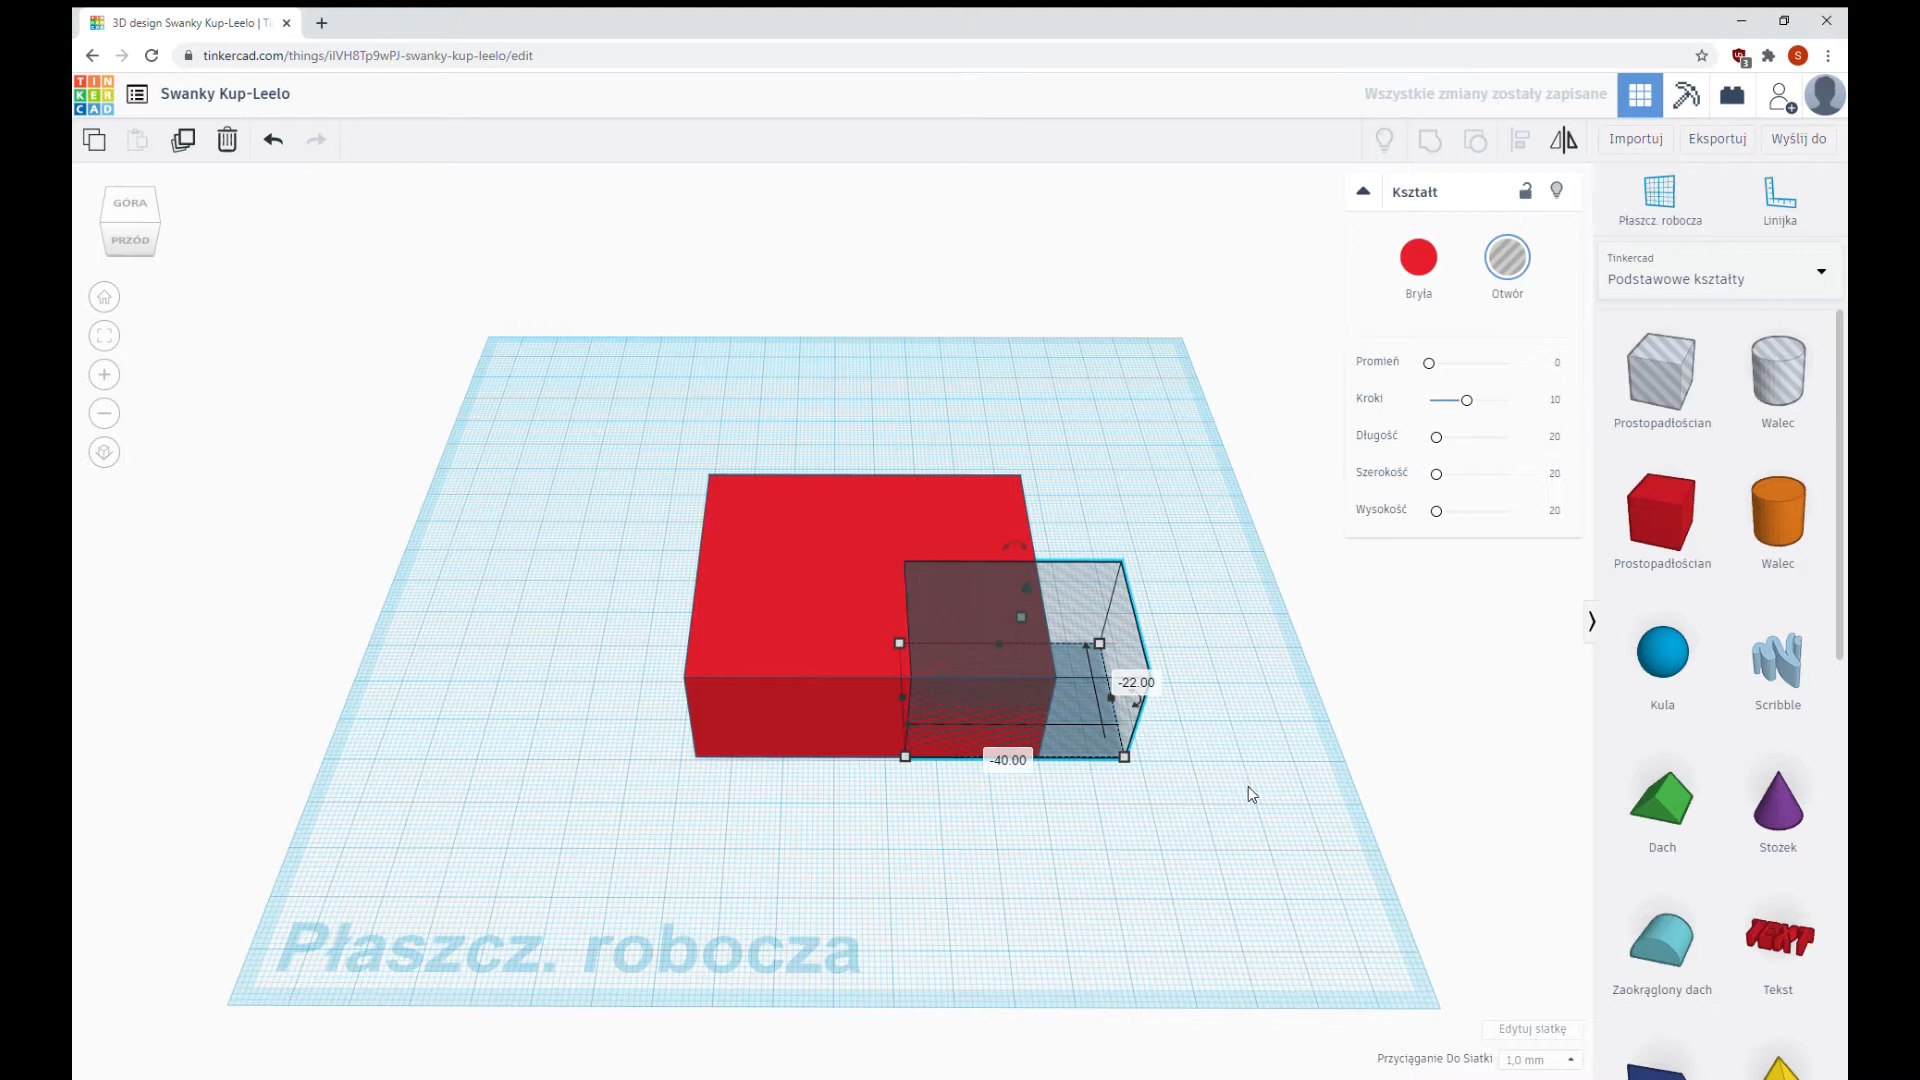 3D design Swanky Kup-Leelo | Ti
tinkercad.com/things/ilVH8Tp9wPJ-swanky-kup-leelo/edit
3
S
TIN
KER
CAD
Swanky Kup-Leelo
Wszystkie zmiany zostały zapisane
Importuj
Eksportuj
Wyślij do
GÓRA
PRZÓD
Kształt
Bryła
Otwór
Promień
0
Kroki
10
Długość
20
Szerokość
20
Wysokość
20
Płaszcz. robocza
Linijka
Tinkercad
Podstawowe kształty
Prostopadłościan
Walec
Prostopadłościan
Walec
Kula
Scribble
Dach
Stożek
TEXT
Zaokrąglony dach
Tekst
-22.00
-40.00
Płaszcz. robocza
Edytuj siatkę
Przyciąganie Do Siatki
1,0 mm